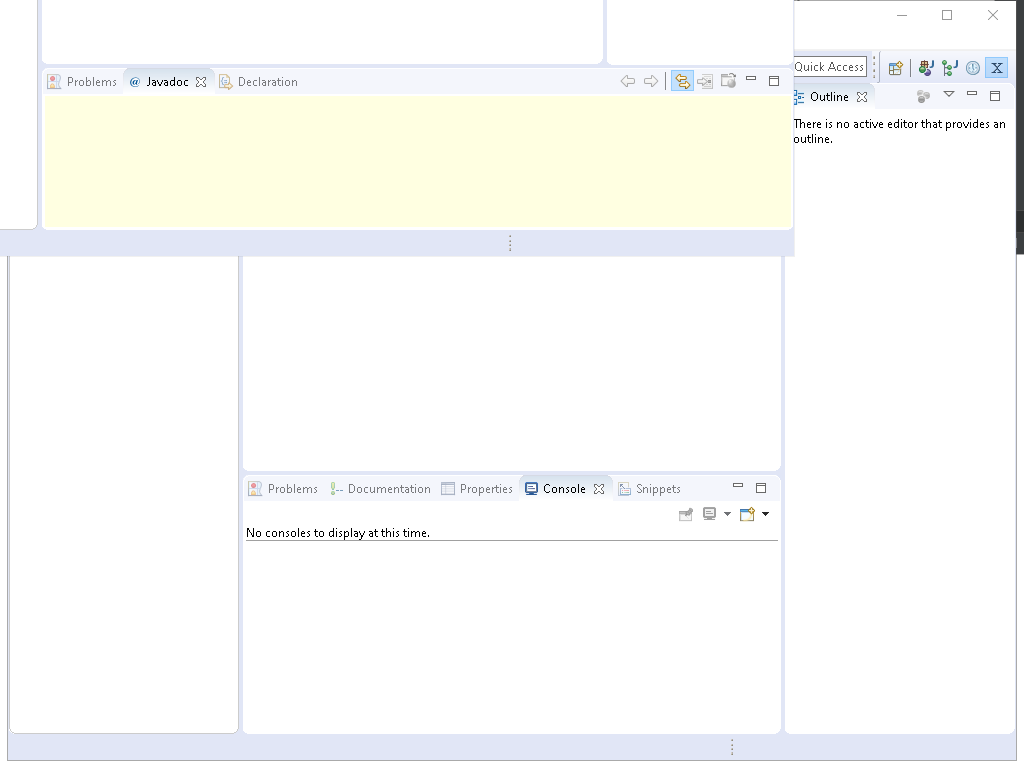 Quick Access
Problems
@ Javadoc
Declaration
Outline
There is no active editor that provides an
outline.
Problems
Documentation
Properties
Console
Snippets
No consoles to display at this time.